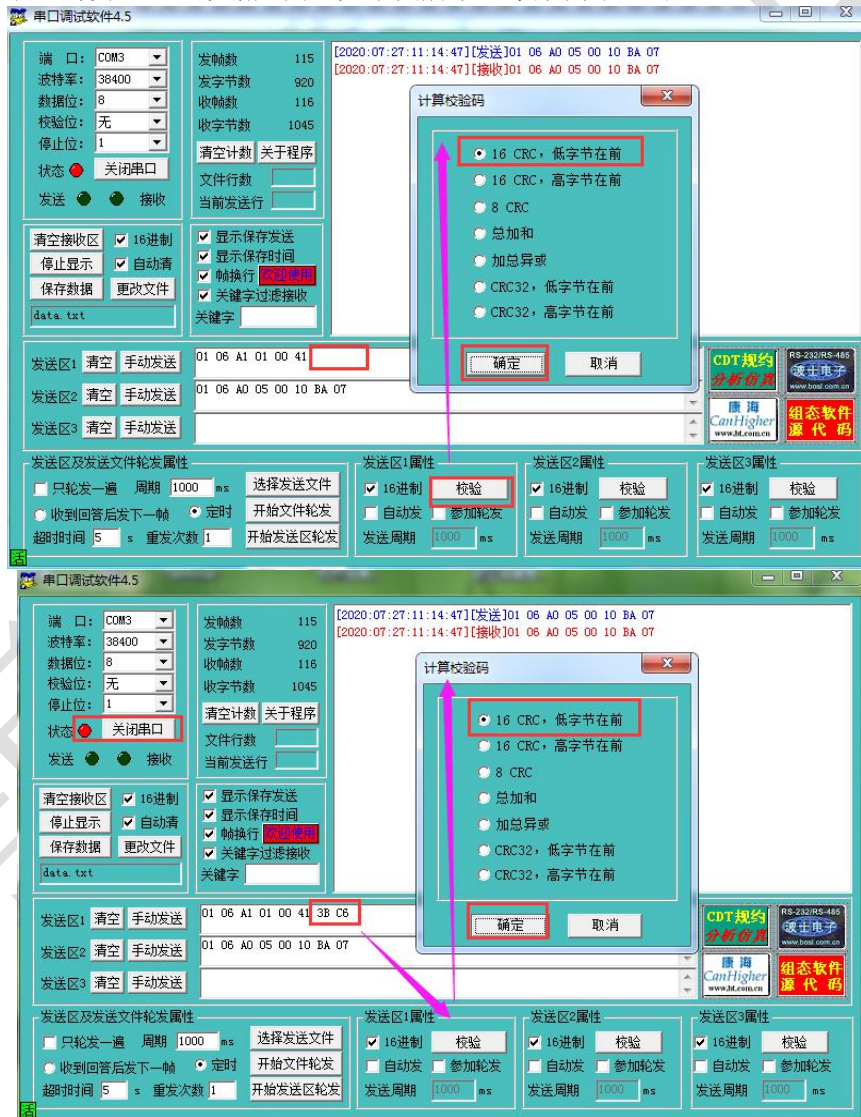 串口调试软件4.5
端 口: COM3
波特率: 38400
数据位: 8
校验位: 无
停止位: 1
状态 关闭串口
发送 接收
发帧数 115
发字节数 920
收帧数 116
收字节数 1045
清空计数 关于程序
文件行数
当前发送行
[2020:07:27:11:14:47][发送]01 06 A0 05 00 10 BA 07
[2020:07:27:11:14:47][接收]01 06 A0 05 00 10 BA 07
计算校验码
16 CRC,低字节在前
16 CRC,高字节在前
8 CRC
总加和
加总异或
CRC32,低字节在前
CRC32,高字节在前
确定 取消
清空接收区 16进制
停止显示 自动清
保存数据 更改文件
data.txt
显示保存发送
显示保存时间
帧换行 欢迎使用
关键字过滤接收
关键字
发送区1 清空 手动发送 01 06 A1 01 00 41
发送区2 清空 手动发送 01 06 A0 05 00 10 BA 07
发送区3 清空 手动发送
CDT规约
分析仿真
RS-232/RS-485
波士电子
www.bosi.com.cn
康 海
CanHigher
www.ht.com.cn
组态软件
源 代 码
发送区及发送文件轮发属性
只轮发一遍 周期 1000 ms 选择发送文件
收到回答后发下一帧 定时 开始文件轮发
超时时间 5 s 重发次数 1 开始发送区轮发
发送区1属性
16进制 校验
自动发 参加轮发
发送周期 1000 ms
发送区2属性
16进制 校验
自动发 参加轮发
发送周期 1000 ms
发送区3属性
16进制 校验
自动发 参加轮发
发送周期 1000 ms
活
串口调试软件4.5
端 口: COM3
波特率: 38400
数据位: 8
校验位: 无
停止位: 1
状态 关闭串口
发送 接收
发帧数 115
发字节数 920
收帧数 116
收字节数 1045
清空计数 关于程序
文件行数
当前发送行
[2020:07:27:11:14:47][发送]01 06 A0 05 00 10 BA 07
[2020:07:27:11:14:47][接收]01 06 A0 05 00 10 BA 07
计算校验码
16 CRC,低字节在前
16 CRC,高字节在前
8 CRC
总加和
加总异或
CRC32,低字节在前
CRC32,高字节在前
确定 取消
清空接收区 16进制
停止显示 自动清
保存数据 更改文件
data.txt
显示保存发送
显示保存时间
帧换行 欢迎使用
关键字过滤接收
关键字
发送区1 清空 手动发送 01 06 A1 01 00 41 3B C6
发送区2 清空 手动发送 01 06 A0 05 00 10 BA 07
发送区3 清空 手动发送
CDT规约
分析仿真
RS-232/RS-485
波士电子
www.bosi.com.cn
康 海
CanHigher
www.ht.com.cn
组态软件
源 代 码
发送区及发送文件轮发属性
只轮发一遍 周期 1000 ms 选择发送文件
收到回答后发下一帧 定时 开始文件轮发
超时时间 5 s 重发次数 1 开始发送区轮发
发送区1属性
16进制 校验
自动发 参加轮发
发送周期 1000 ms
发送区2属性
16进制 校验
自动发 参加轮发
发送周期 1000 ms
发送区3属性
16进制 校验
自动发 参加轮发
发送周期 1000 ms
活